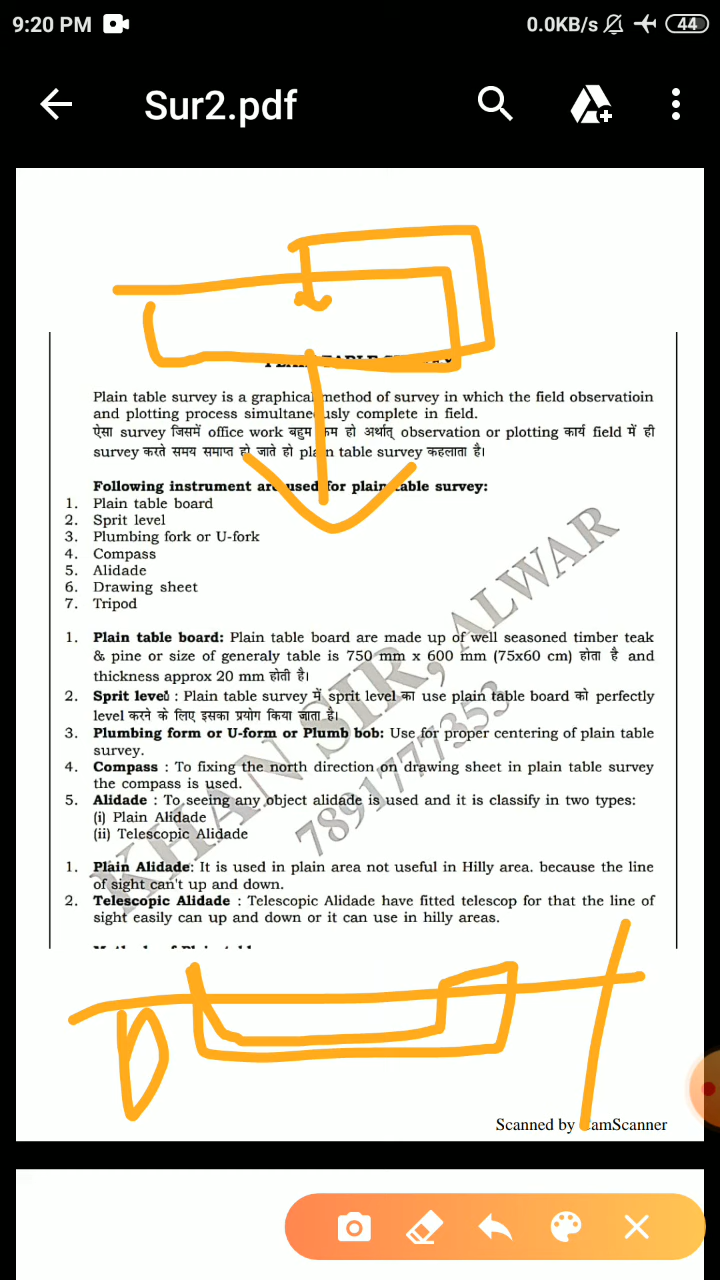 9:20 PM
0.0KB/s
44
Sur2.pdf
Plain table survey is a graphical method of survey in which the field observatioin
and plotting process simultaneously complete in field.
ऐसा survey जिसमें office work बहुम कम हो अर्थात् observation or plotting कार्य field में ही
survey करते समय समाप्त हो जाते हो plain table survey कहलाता है।
Following instrument are used for plain table survey:
1. Plain table board
2. Sprit level
3. Plumbing fork or U-fork
4. Compass
5. Alidade
6. Drawing sheet
7. Tripod
1. Plain table board: Plain table board are made up of well seasoned timber teak
& pine or size of generaly table is 750 mm x 600 mm (75x60 cm) होता है and
thickness approx 20 mm होती है।
2. Sprit level : Plain table survey में sprit level का use plain table board को perfectly
level करने के लिए इसका प्रयोग किया जाता है।
3. Plumbing form or U-form or Plumb bob: Use for proper centering of plain table
survey.
4. Compass : To fixing the north direction on drawing sheet in plain table survey
the compass is used.
5. Alidade : To seeing any object alidade is used and it is classify in two types:
(i) Plain Alidade
(ii) Telescopic Alidade
1. Plain Alidade: It is used in plain area not useful in Hilly area. because the line
of sight can't up and down.
2. Telescopic Alidade : Telescopic Alidade have fitted telescop for that the line of
sight easily can up and down or it can use in hilly areas.
KHAN SIR, ALWAR
7891777353
Scanned by CamScanner